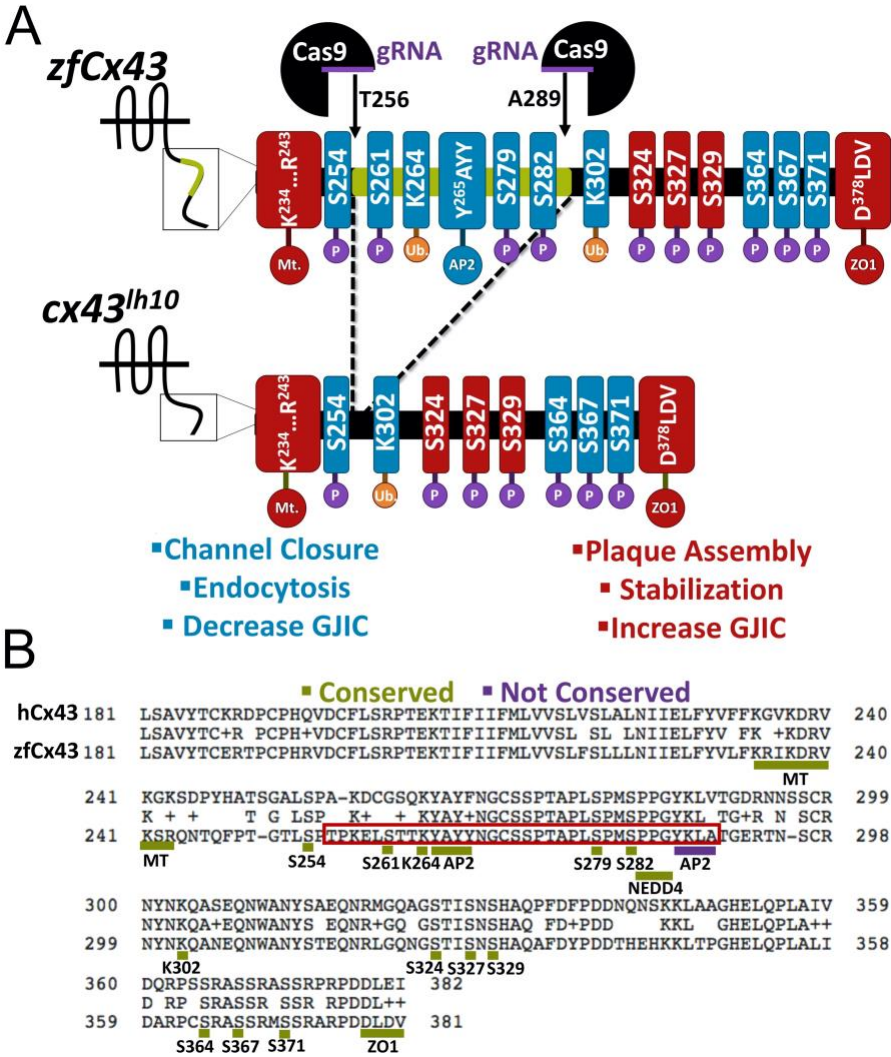 A
zfCx43
Cas9 gRNA
gRNA Cas9
T256
A289
K234...R243
S254
S261
K264
Y265AYY
S279
S282
K302
S324
S327
S329
S364
S367
S371
D378LDV
Mt.
P
P
Ub.
AP2
P
P
Ub.
P
P
P
P
P
P
ZO1
cx43lh10
K234...R243
S254
K302
S324
S327
S329
S364
S367
S371
D378LDV
Mt.
P
Ub.
P
P
P
P
P
P
ZO1
▪Channel Closure
▪Endocytosis
▪ Decrease GJIC
▪Plaque Assembly
▪ Stabilization
▪Increase GJIC
B
▪ Conserved ▪ Not Conserved
hCx43 181 LSAVYTCKRDPCPHQVDCFLSRPTEKTIFIIFMLVVSLVSLALNIIELFYVFFKGVKDRV 240
LSAVYTC+R PCPH+VDCFLSRPTEKTIFIIFMLVVSL SL LNIIELFYV FK +KDRV
zfCx43 181 LSAVYTCERTPCPHRVDCFLSRPTEKTIFIIFMLVVSLFSLLLNIIELFYVLFKRIKDRV 240
MT
241 KGKSDPYHATSGALSPA-KDCGSQKYAYFNGCSSPTAPLSPMSPPGYKLVTGDRNNSSCR 299
K + + T G LSP K+ + KYAY+NGCSSPTAPLSPMSPPGYKL TG+R N SCR
241 KSRQNTQFPT-GTLSPTPKELSTTKYAYYNGCSSPTAPLSPMSPPGYKLATGERTN-SCR 298
MT S254 S261 K264 AP2 S279 S282 AP2
NEDD4
300 NYNKQASEQNWANYSAEQNRMGQAGSTISNSHAQPFDFPDDNQNSKKLAAGHELQPLAIV 359
NYNKQA+EQNWANYS EQNR+GQ GSTISNSHAQ FD+PDD KKL GHELQPLA++
299 NYNKQANEQNWANYSTEQNRLGQNGSTISNSHAQAFDYPDDTHEHKKLTPGHELQPLALI 358
K302 S324 S327 S329
360 DQRPSSRASSRASSRPRPDDLEI 382
D RP SRASSR SSR RPDDL++
359 DARPCSRASSRMSSRARPDDLDV 381
S364 S367 S371 ZO1